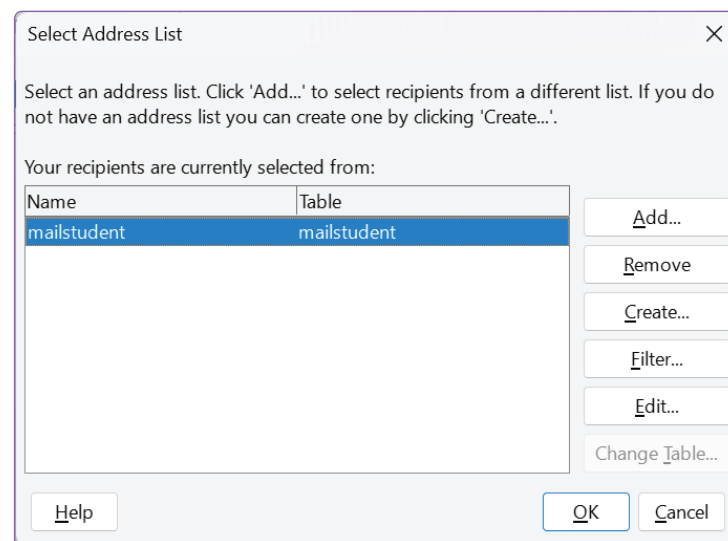 Select Address List
Select an address list. Click 'Add...' to select recipients from a different list. If you do
not have an address list you can create one by clicking 'Create...'.
Your recipients are currently selected from:
Name Table
mailstudent mailstudent
Add...
Remove
Create...
Filter...
Edit...
Change Table...
Help OK Cancel